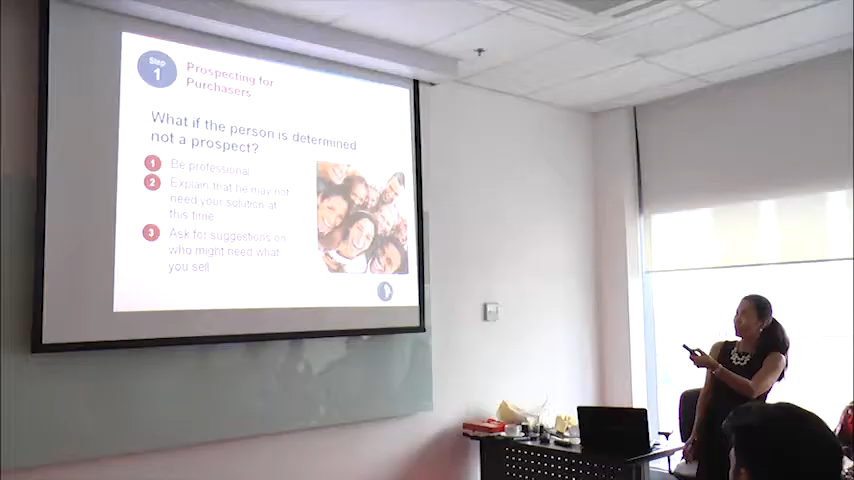 Step
1
Prospecting for
Purchasers
What if the person is determined
not a prospect?
1 Be professional
2 Explain that he may not
need your solution at
this time
3 Ask for suggestions on
who might need what
you sell